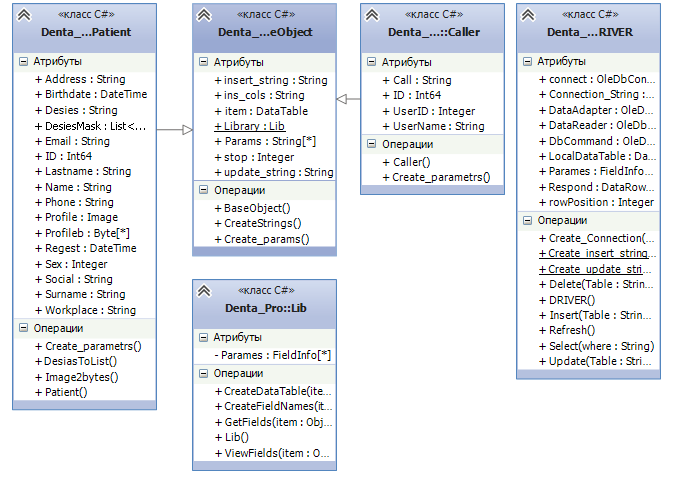 «класс C#»
Denta_...Patient
Атрибуты
+ Address : String
+ Birthdate : DateTime
+ Desies : String
+ DesiesMask : List<...
+ Email : String
+ ID : Int64
+ Lastname : String
+ Name : String
+ Phone : String
+ Profile : Image
+ Profileb : Byte[*]
+ Regest : DateTime
+ Sex : Integer
+ Social : String
+ Surname : String
+ Workplace : String
Операции
+ Create_parametrs()
+ DesiasToList()
+ Image2bytes()
+ Patient()
«класс C#»
Denta_...eObject
Атрибуты
+ insert_string : String
+ ins_cols : String
+ item : DataTable
+ Library : Lib
+ Params : String[*]
+ stop : Integer
+ update_string : String
Операции
+ BaseObject()
+ CreateStrings()
+ Create_params()
«класс C#»
Denta_...::Caller
Атрибуты
+ Call : String
+ ID : Int64
+ UserID : Integer
+ UserName : String
Операции
+ Caller()
+ Create_parametrs()
«класс C#»
Denta_...RIVER
Атрибуты
+ connect : OleDbCon...
+ Connection_String : ...
+ DataAdapter : OleD...
+ DataReader : OleDb...
+ DbCommand : OleD...
+ LocalDataTable : Da...
+ Parames : FieldInfo...
+ Respond : DataRow...
+ rowPosition : Integer
Операции
+ Create_Connection(...
+ Create_insert_string...
+ Create_update_stri...
+ Delete(Table : String...
+ DRIVER()
+ Insert(Table : String...
+ Refresh()
+ Select(where : String)
+ Update(Table : Stri...
«класс C#»
Denta_Pro::Lib
Атрибуты
- Parames : FieldInfo[*]
Операции
+ CreateDataTable(ite...
+ CreateFieldNames(it...
+ GetFields(item : Obj...
+ Lib()
+ ViewFields(item : O...